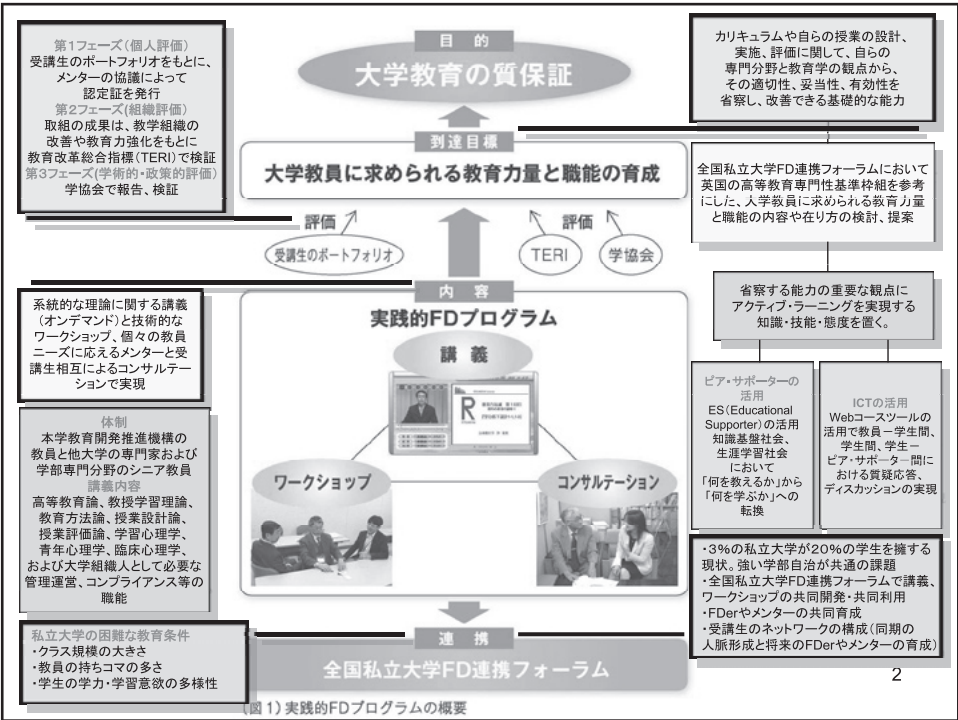 第1フェーズ(個人評価)
受講生のポートフォリオをもとに、
メンターの協議によって
認定証を発行
第2フェーズ(組織評価)
取組の成果は、教学組織の
改善や教育力強化をもとに
教育改革総合指標(TERI)で検証
第3フェーズ(学術的・政策的評価)
学協会で報告、検証
目 的
大学教育の質保証
カリキュラムや自らの授業の設計、
実施、評価に関して、自らの
専門分野と教育学の観点から、
その適切性、妥当性、有効性を
省察し、改善できる基礎的な能力
到達目標
大学教員に求められる教育力量と職能の育成
全国私立大学FD連携フォーラムにおいて
英国の高等教育専門性基準枠組を参考
にした、大学教員に求められる教育力量
と職能の内容や在り方の検討、提案
評価
受講生のポートフォリオ
評価
TERI
学協会
省察する能力の重要な観点に
アクティブ・ラーニングを実現する
知識・技能・態度を置く。
系統的な理論に関する講義
(オンデマンド)と技術的な
ワークショップ、個々の教員
ニーズに応えるメンターと受
講生相互によるコンサルテー
ションで実現
内 容
実践的FDプログラム
講 義
R
ワークショップ
コンサルテーション
ピア・サポーターの
活用
ES(Educational
Supporter)の活用
知識基盤社会、
生涯学習社会
において
「何を教えるか」から
「何を学ぶか」への
転換
ICTの活用
Webコースツールの
活用で教員-学生間、
学生間、学生-
ピア・サポーター間に
おける質疑応答、
ディスカッションの実現
体制
本学教育開発推進機構の
教員と他大学の専門家および
学部専門分野のシニア教員
講義内容
高等教育論、教授学習理論、
教育方法論、授業設計論、
授業評価論、学習心理学、
青年心理学、臨床心理学、
および大学組織人として必要な
管理運営、コンプライアンス等の
職能
・3%の私立大学が20%の学生を擁する
現状。強い学部自治が共通の課題
・全国私立大学FD連携フォーラムで講義、
ワークショップの共同開発・共同利用
・FDerやメンターの共同育成
・受講生のネットワークの構成(同期の
人脈形成と将来のFDerやメンターの育成)
私立大学の困難な教育条件
・クラス規模の大きさ
・教員の持ちコマの多さ
・学生の学力・学習意欲の多様性
連 携
全国私立大学FD連携フォーラム
2
(図1)実践的FDプログラムの概要